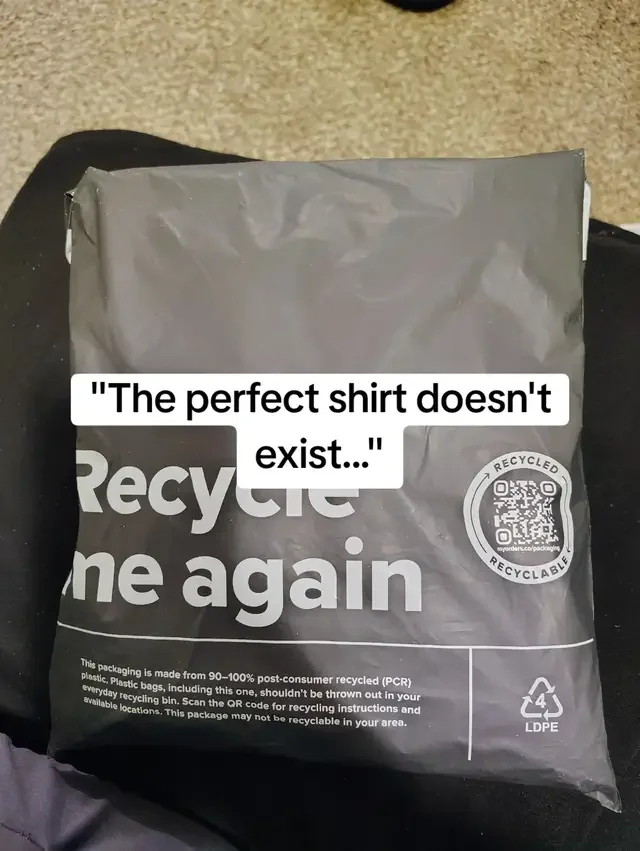 "The perfect shirt doesn't
exist..."
Recycle
me again
RECYCLED
myorders.co/packaging
RECYCLABLE
This packaging is made from 90–100% post-consumer recycled (PCR)
plastic. Plastic bags, including this one, shouldn't be thrown out in your
everyday recycling bin. Scan the QR code for recycling instructions and
available locations. This package may not be recyclable in your area.
4
LDPE